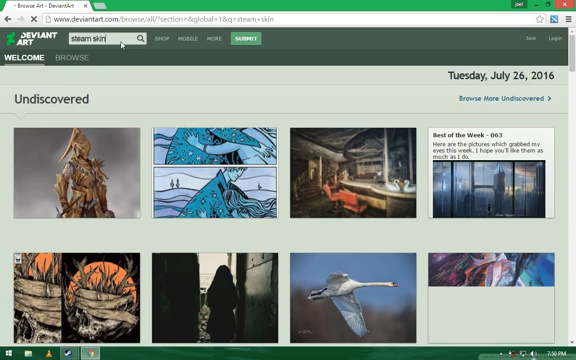 Browse Art - DeviantArt
joel
www.deviantart.com/browse/all/?section=&global=1&q=steam+skin
DEVIANT
ART
steam skin
SHOP
MOBILE
MORE
SUBMIT
Join
Login
WELCOME
BROWSE
Tuesday, July 26, 2016
Undiscovered
Browse More Undiscovered
Best of the Week - 063
Here are the pictures which grabbed my
eyes this week. I hope you'll like them as
much as I do.
7:50 PM